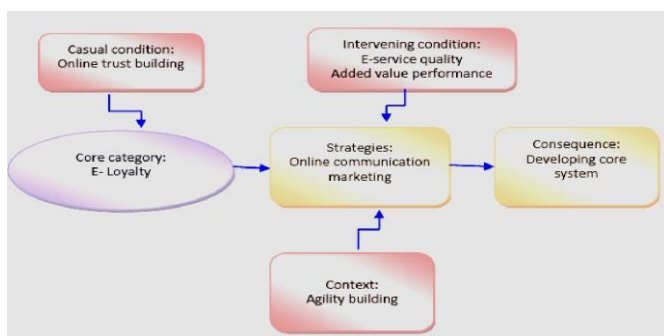 Casual condition:
Online trust building
Intervening condition:
E-service quality
Added value performance
Core category:
E- Loyalty
Strategies:
Online communication
marketing
Consequence:
Developing core
system
Context:
Agility building